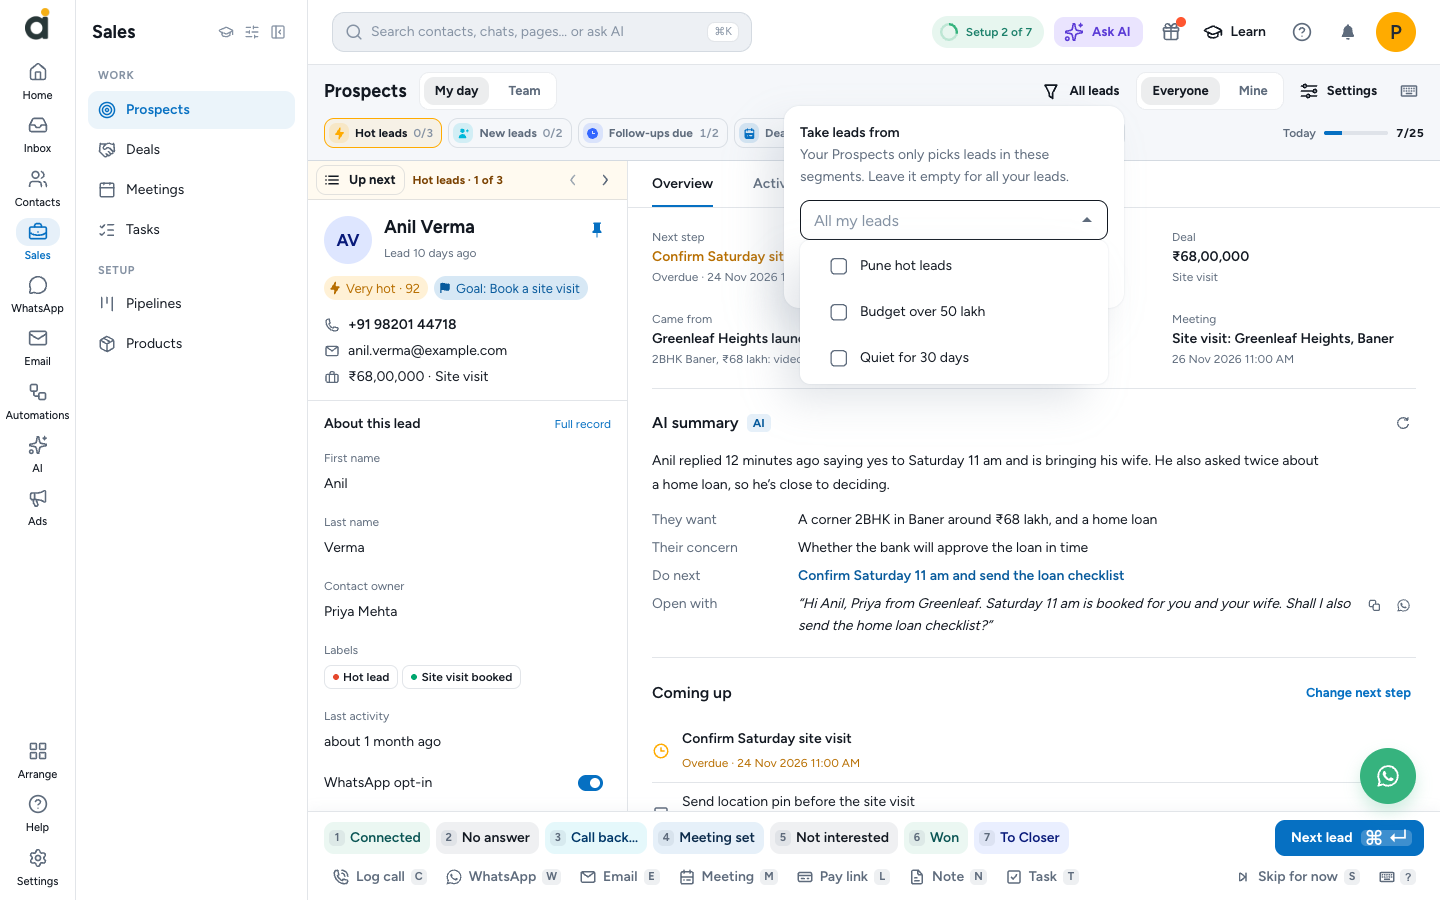 Sales
Search contacts, chats, pages... or ask AI
⌘K
Setup 2 of 7
Ask AI
Learn
P
Home
Inbox
Contacts
Sales
WhatsApp
Email
Automations
AI
Ads
Arrange
Help
Settings
WORK
Prospects
Deals
Meetings
Tasks
SETUP
Pipelines
Products
Prospects
My day
Team
All leads
Everyone
Mine
Settings
Hot leads 0/3
New leads 0/2
Follow-ups due 1/2
Today
7/25
Take leads from
Your Prospects only picks leads in these
segments. Leave it empty for all your leads.
All my leads
Pune hot leads
Budget over 50 lakh
Quiet for 30 days
Up next
Hot leads · 1 of 3
AV
Anil Verma
Lead 10 days ago
Very hot · 92
Goal: Book a site visit
+91 98201 44718
anil.verma@example.com
₹68,00,000 · Site visit
About this lead
Full record
First name
Anil
Last name
Verma
Contact owner
Priya Mehta
Labels
Hot lead
Site visit booked
Last activity
about 1 month ago
WhatsApp opt-in
Overview
Next step
Confirm Saturday
Overdue · 24 Nov 2026
Deal
₹68,00,000
Site visit
Came from
Greenleaf Heights
2BHK Baner, ₹68 lakh:
Meeting
Site visit: Greenleaf Heights, Baner
26 Nov 2026 11:00 AM
AI summary
AI
Anil replied 12 minutes ago saying yes to Saturday 11 am and is bringing his wife. He also asked twice about
a home loan, so he's close to deciding.
They want
A corner 2BHK in Baner around ₹68 lakh, and a home loan
Their concern
Whether the bank will approve the loan in time
Do next
Confirm Saturday 11 am and send the loan checklist
Open with
“Hi Anil, Priya from Greenleaf. Saturday 11 am is booked for you and your wife. Shall I also
send the home loan checklist?”
Coming up
Change next step
Confirm Saturday site visit
Overdue · 24 Nov 2026 11:00 AM
Send location pin before the site visit
1 Connected
2 No answer
3 Call back...
4 Meeting set
5 Not interested
6 Won
7 To Closer
Next lead ⌘ ↵
Log call C
WhatsApp W
Email E
Meeting M
Pay link L
Note N
Task T
Skip for now S
?